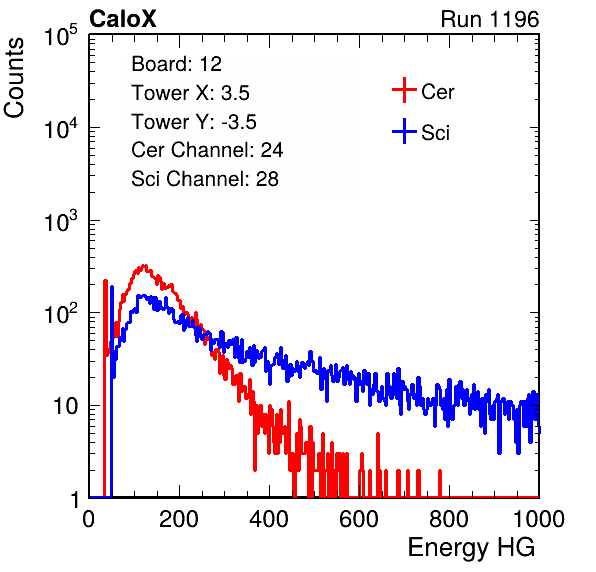 CaloX Run 1196
Counts
10^5
10^4
10^3
10^2
10
1
Board: 12
Tower X: 3.5
Tower Y: -3.5
Cer Channel: 24
Sci Channel: 28
Cer
Sci
0 200 400 600 800 1000
Energy HG